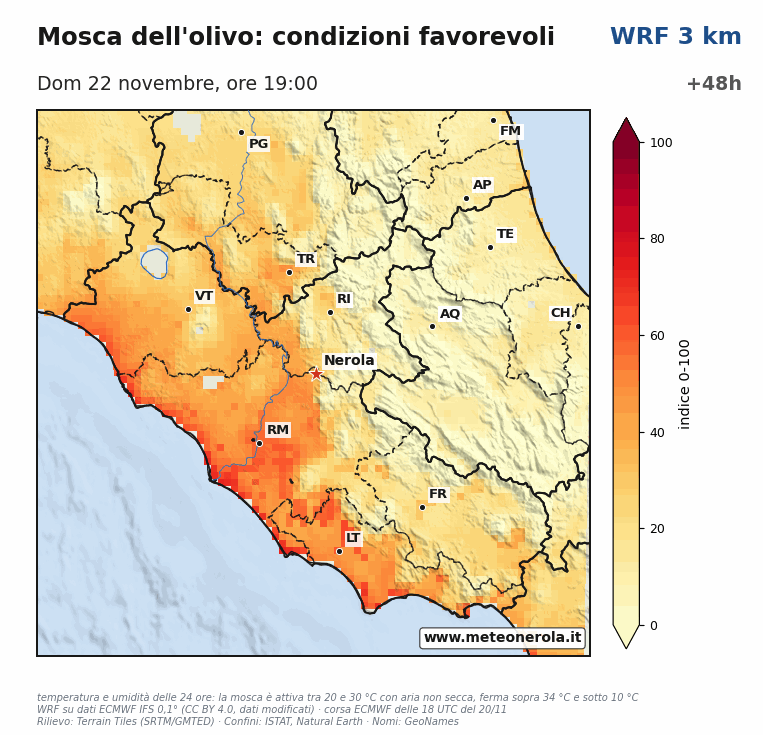 Mosca dell'olivo: condizioni favorevoli
WRF 3 km
Dom 22 novembre, ore 19:00
+48h
FM
PG
AP
TE
TR
VT
RI
AQ
CH
Nerola
RM
FR
LT
www.meteonerola.it
100
80
60
40
20
0
indice 0-100
temperatura e umidità delle 24 ore: la mosca è attiva tra 20 e 30 °C con aria non secca, ferma sopra 34 °C e sotto 10 °C
WRF su dati ECMWF IFS 0,1° (CC BY 4.0, dati modificati) · corsa ECMWF delle 18 UTC del 20/11
Rilievo: Terrain Tiles (SRTM/GMTED) · Confini: ISTAT, Natural Earth · Nomi: GeoNames